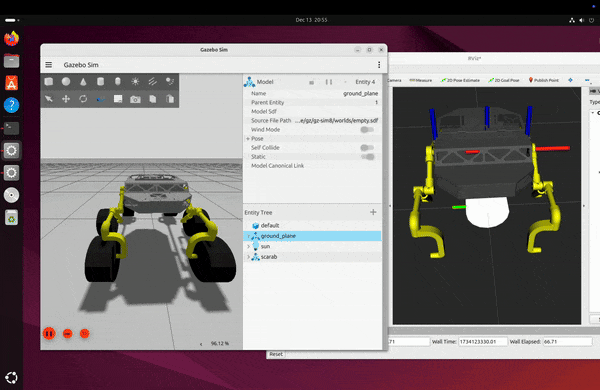 Dec 13 20:55
Gazebo Sim
Gazebo Sim
Model
Entity 4
Name ground_plane
Parent Entity 1
Model Sdf
Source File Path …e/gz/gz-sim8/worlds/empty.sdf
Wind Mode
Pose
Self Collide
Static
Model Canonical Link
Entity Tree
default
ground_plane
sun
scarab
96.12 %
RViz*
Camera Measure 2D Pose Estimate 2D Goal Pose Publish Point
Wall Time: 1734123330.01 Wall Elapsed: 66.71
Reset